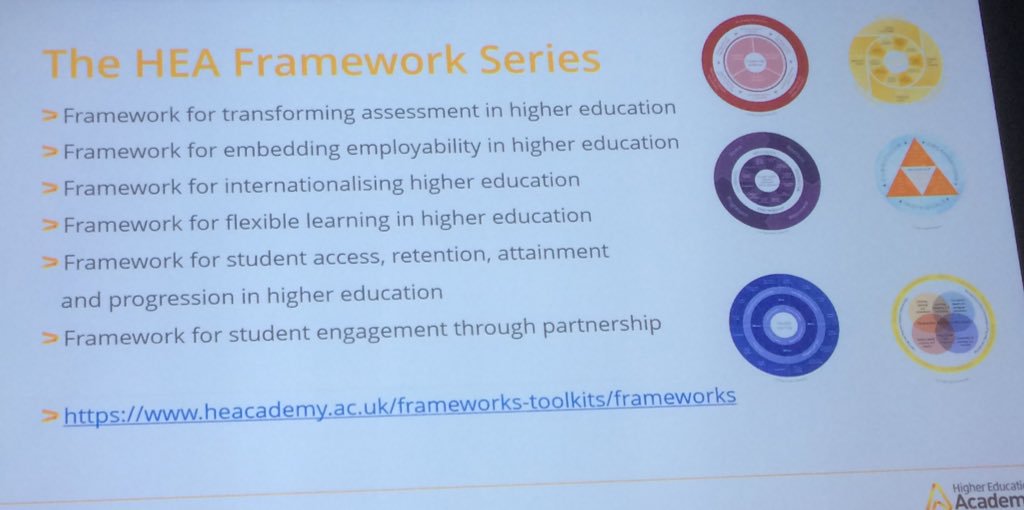 The HEA Framework Series
> Framework for transforming assessment in higher education
> Framework for embedding employability in higher education
> Framework for internationalising higher education
> Framework for flexible learning in higher education
> Framework for student access, retention, attainment
and progression in higher education
> Framework for student engagement through partnership
> https://www.heacademy.ac.uk/frameworks-toolkits/frameworks
Higher Educati
Academ